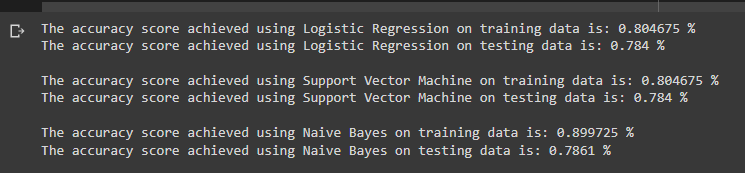 The accuracy score achieved using Logistic Regression on training data is: 0.804675 %
The accuracy score achieved using Logistic Regression on testing data is: 0.784 %
The accuracy score achieved using Support Vector Machine on training data is: 0.804675 %
The accuracy score achieved using Support Vector Machine on testing data is: 0.784 %
The accuracy score achieved using Naive Bayes on training data is: 0.899725 %
The accuracy score achieved using Naive Bayes on testing data is: 0.7861 %